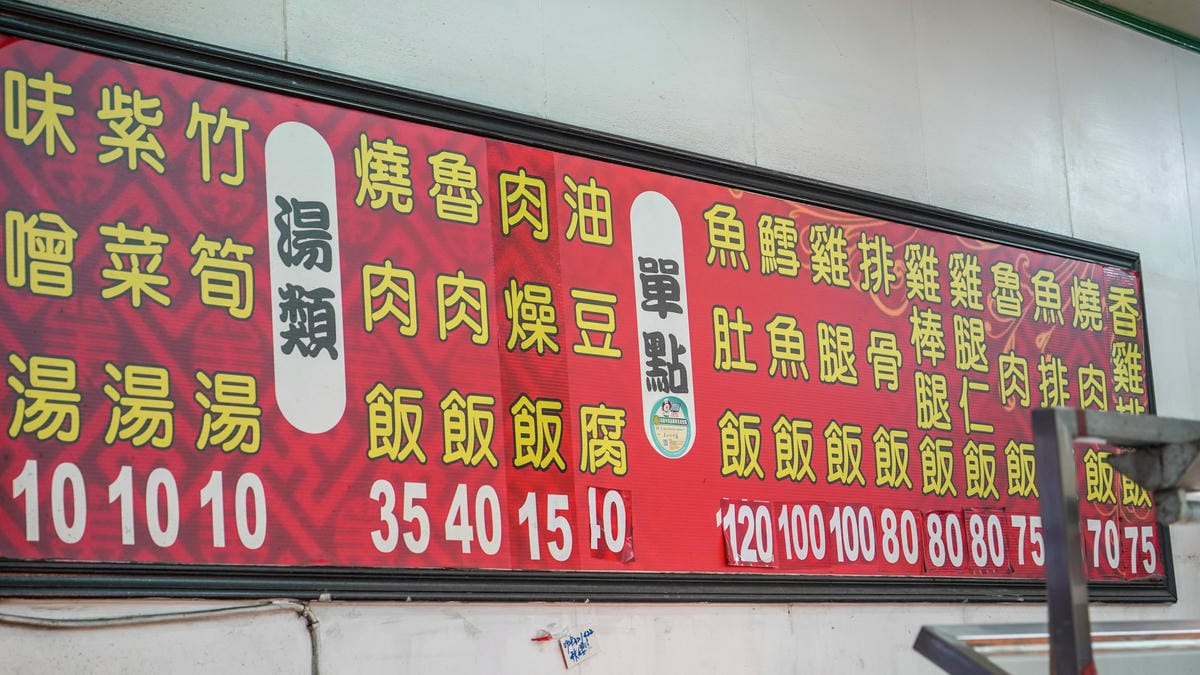 香雞排飯 75
燒肉飯 70
魚排
魯肉飯 75
雞腿仁飯 80
雞棒腿飯 80
排骨飯 80
雞腿飯 100
鱈魚飯 100
魚肚飯 120
單點
油豆腐 40
肉燥飯 15
魯肉飯 40
燒肉飯 35
湯類
竹筍湯 10
紫菜湯 10
味噌湯 10